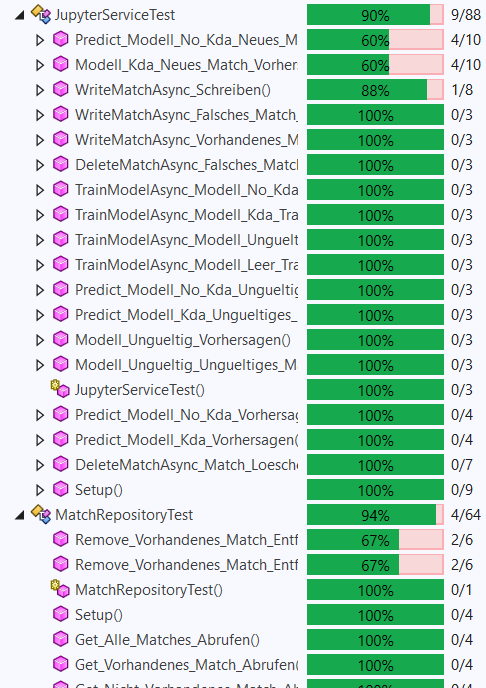 JupyterServiceTest 90% 9/88
Predict_Modell_No_Kda_Neues_M 60% 4/10
Modell_Kda_Neues_Match_Vorher 60% 4/10
WriteMatchAsync_Schreiben() 88% 1/8
WriteMatchAsync_Falsches_Match_ 100% 0/3
WriteMatchAsync_Vorhandenes_M 100% 0/3
DeleteMatchAsync_Falsches_Match 100% 0/3
TrainModelAsync_Modell_No_Kda 100% 0/3
TrainModelAsync_Modell_Kda_Tra 100% 0/3
TrainModelAsync_Modell_Unguelt 100% 0/3
TrainModelAsync_Modell_Leer_Tra 100% 0/3
Predict_Modell_No_Kda_Ungueltig 100% 0/3
Predict_Modell_Kda_Ungueltiges_ 100% 0/3
Modell_Ungueltig_Vorhersagen() 100% 0/3
Modell_Ungueltig_Ungueltiges_M 100% 0/3
JupyterServiceTest() 100% 0/3
Predict_Modell_No_Kda_Vorhersag 100% 0/4
Predict_Modell_Kda_Vorhersagen( 100% 0/4
DeleteMatchAsync_Match_Loesche 100% 0/7
Setup() 100% 0/9
MatchRepositoryTest 94% 4/64
Remove_Vorhandenes_Match_Entf 67% 2/6
Remove_Vorhandenes_Match_Entf 67% 2/6
MatchRepositoryTest() 100% 0/1
Setup() 100% 0/4
Get_Alle_Matches_Abrufen() 100% 0/4
Get_Vorhandenes_Match_Abrufen( 100% 0/4
Get_Nicht_Vorhandenes_Match_Ab 100% 0/4